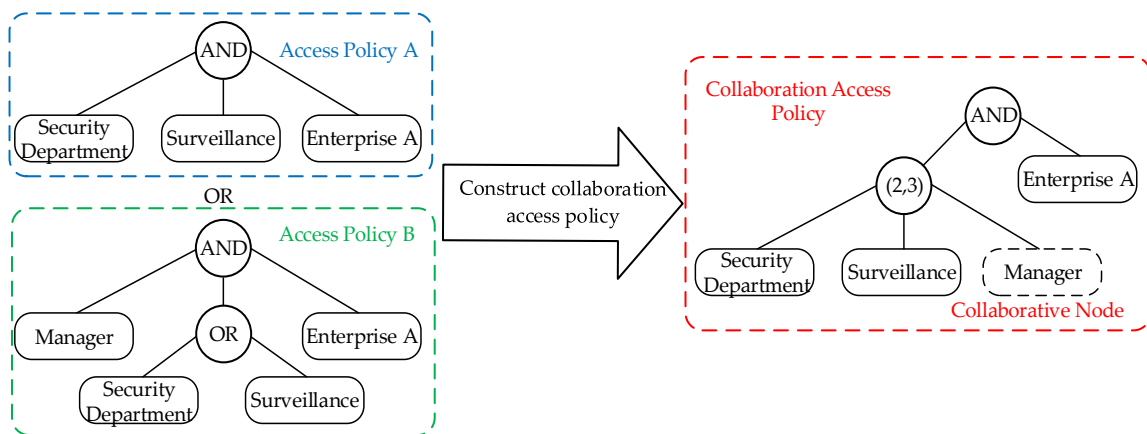 AND
Access Policy A
Security
Department
Surveillance
Enterprise A
OR
AND
Access Policy B
Manager
OR
Enterprise A
Security
Department
Surveillance
Construct collaboration
access policy
Collaboration Access
Policy
AND
(2,3)
Enterprise A
Security
Department
Surveillance
Manager
Collaborative Node